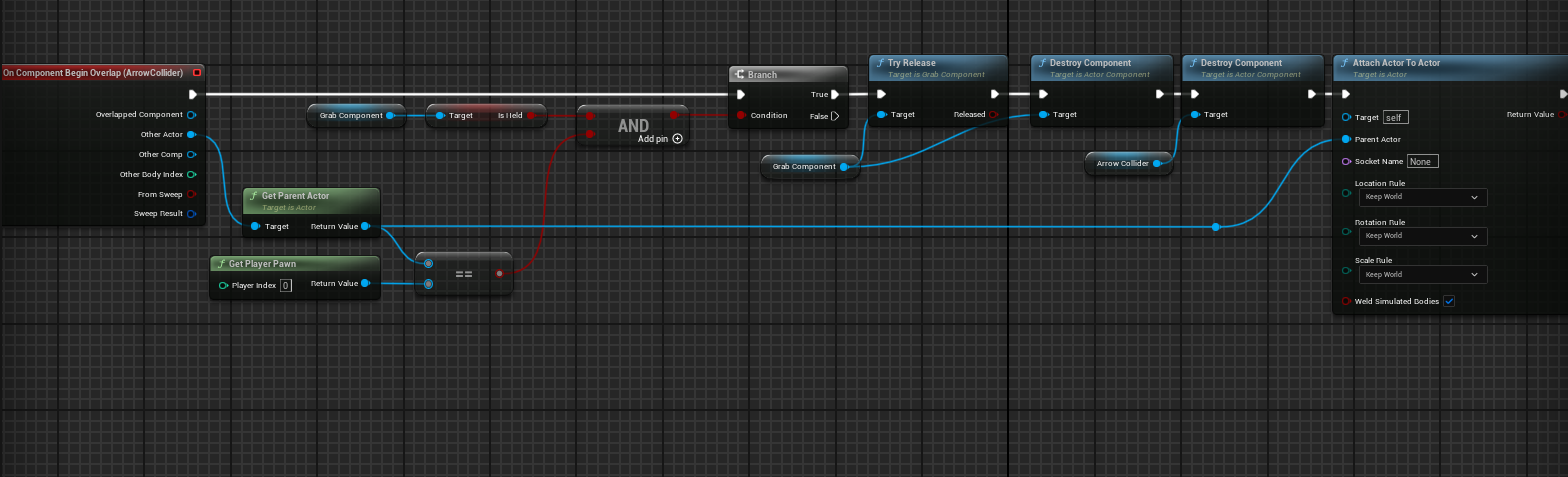 On Component Begin Overlap (ArrowCollider)
Overlapped Component
Other Actor
Other Comp
Other Body Index
From Sweep
Sweep Result
Get Parent Actor
Target is Actor
Target Return Value
Get Player Pawn
Player Index 0 Return Value
Grab Component
Target Is Held
==
AND
Add pin
Branch
True
Condition False
Grab Component
Try Release
Target is Grab Component
Target Released
Destroy Component
Target is Actor Component
Target
Arrow Collider
Destroy Component
Target is Actor Component
Target
Attach Actor To Actor
Target is Actor
Target self Return Value
Parent Actor
Socket Name None
Location Rule
Keep World
Rotation Rule
Keep World
Scale Rule
Keep World
Weld Simulated Bodies